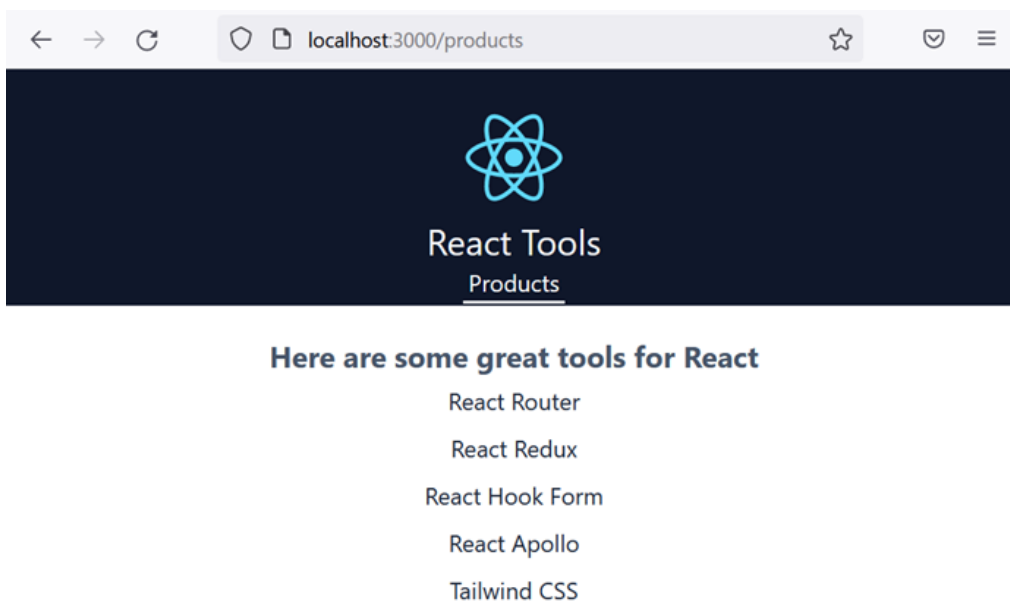 localhost:3000/products
React Tools
Products
Here are some great tools for React
React Router
React Redux
React Hook Form
React Apollo
Tailwind CSS